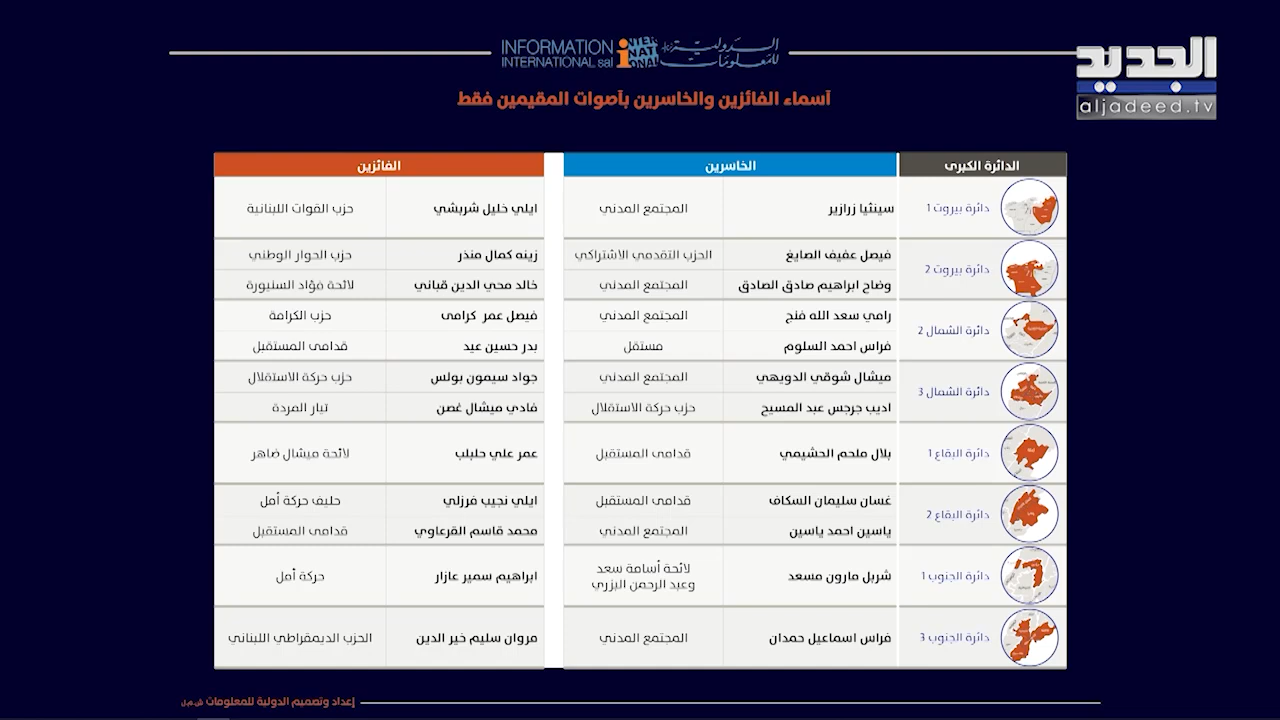 INFORMATION
INTERNATIONAL sal
INTERNATIONAL
الدولية
للمعلومات
الجديد
aljadeed.tv
أسماء الفائزين والخاسرين بأصوات المقيمين فقط
الدائرة الكبرى الخاسرين الفائزين
دائرة بيروت 1 سينثيا زرازير المجتمع المدني ايلي خليل شربشي حزب القوات اللبنانية
دائرة بيروت 2 فيصل عفيف الصايغ الحزب التقدمي الاشتراكي زينه كمال منذر حزب الحوار الوطني
وضاح ابراهيم صادق الصادق المجتمع المدني خالد محي الدين قباني لائحة فؤاد السنيورة
دائرة الشمال 2 رامي سعد الله فنج المجتمع المدني فيصل عمر كرامى حزب الكرامة
فراس احمد السلوم مستقل بدر حسين عيد قدامى المستقبل
دائرة الشمال 3 ميشال شوقي الدويهي المجتمع المدني جواد سيمون بولس حزب حركة الاستقلال
اديب جرجس عبد المسيح حزب حركة الاستقلال فادي ميشال غصن تيار المردة
دائرة البقاع 1 بلال ملحم الحشيمي قدامى المستقبل عمر علي حلبلب لائحة ميشال ضاهر
دائرة البقاع 2 غسان سليمان السكاف قدامى المستقبل ايلي نجيب فرزلي حليف حركة أمل
ياسين احمد ياسين المجتمع المدني محمد قاسم القرعاوي قدامى المستقبل
دائرة الجنوب 1 شربل مارون مسعد لائحة أسامة سعد وعبد الرحمن البزري ابراهيم سمير عازار حركة أمل
دائرة الجنوب 3 فراس اسماعيل حمدان المجتمع المدني مروان سليم خير الدين الحزب الديمقراطي اللبناني
إعداد وتصميم الدولية للمعلومات ش.م.ل